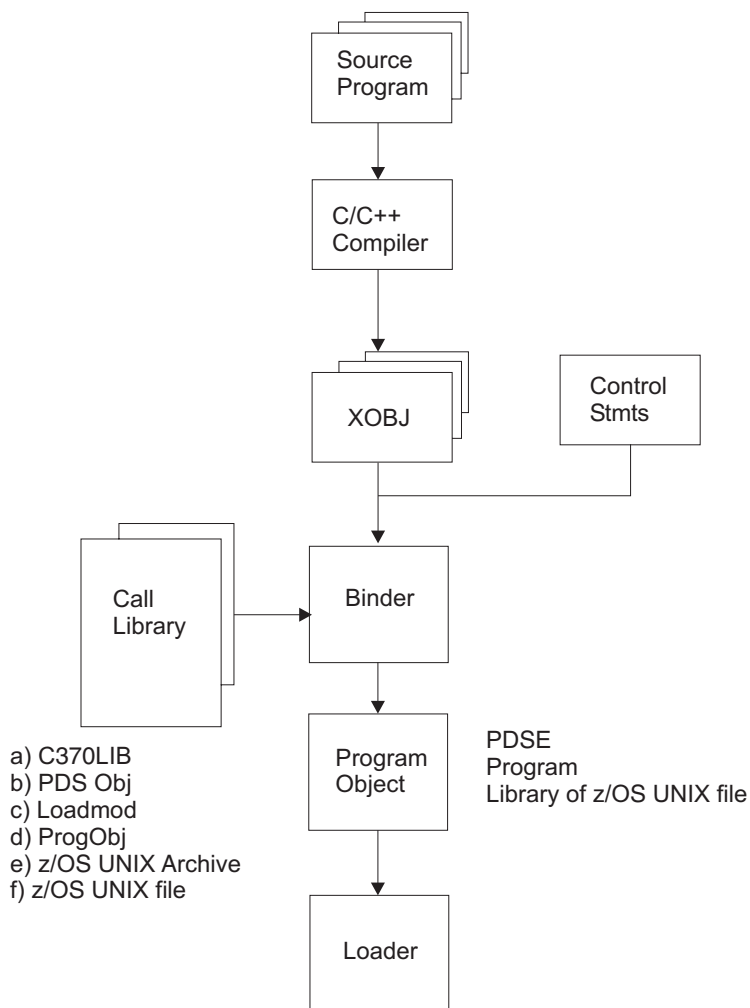 Source
Program
C/C++
Compiler
XOBJ
Control
Stmts
Call
Library
Binder
a) C370LIB
b) PDS Obj
c) Loadmod
d) ProgObj
e) z/OS UNIX Archive
f) z/OS UNIX file
Program
Object
PDSE
Program
Library of z/OS UNIX file
Loader